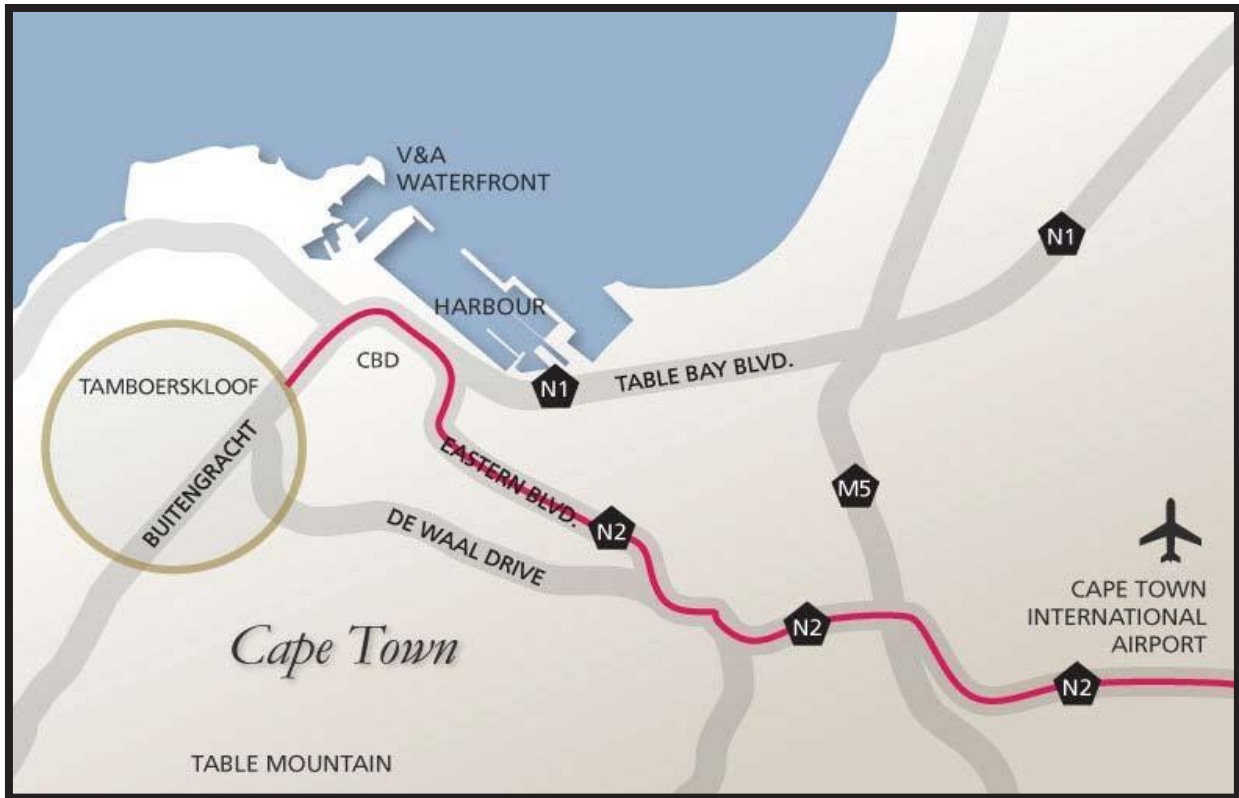 V&A
WATERFRONT
N1
HARBOUR
CBD
TAMBOERSKLOOF
N1
TABLE BAY BLVD.
BUITENGRACHT
EASTERN BLVD.
M5
N2
DE WAAL DRIVE
CAPE TOWN
INTERNATIONAL
AIRPORT
N2
Cape Town
N2
TABLE MOUNTAIN